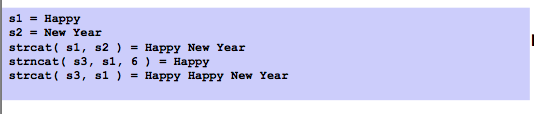 s1 = Happy
s2 = New Year
strcat( s1, s2 ) = Happy New Year
strncat( s3, s1, 6 ) = Happy
strcat( s3, s1 ) = Happy Happy New Year